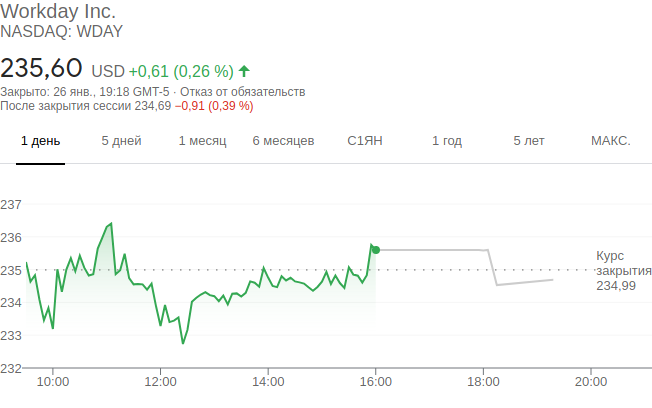 Workday Inc.
NASDAQ: WDAY
235,60 USD +0,61 (0,26 %)
Закрыто: 26 янв., 19:18 GMT-5 · Отказ от обязательств
После закрытия сессии 234,69 −0,91 (0,39 %)
1 день 5 дней 1 месяц 6 месяцев С1ЯН 1 год 5 лет МАКС.
237
236
235
234
233
232
Курс
закрытия
234,99
10:00 12:00 14:00 16:00 18:00 20:00